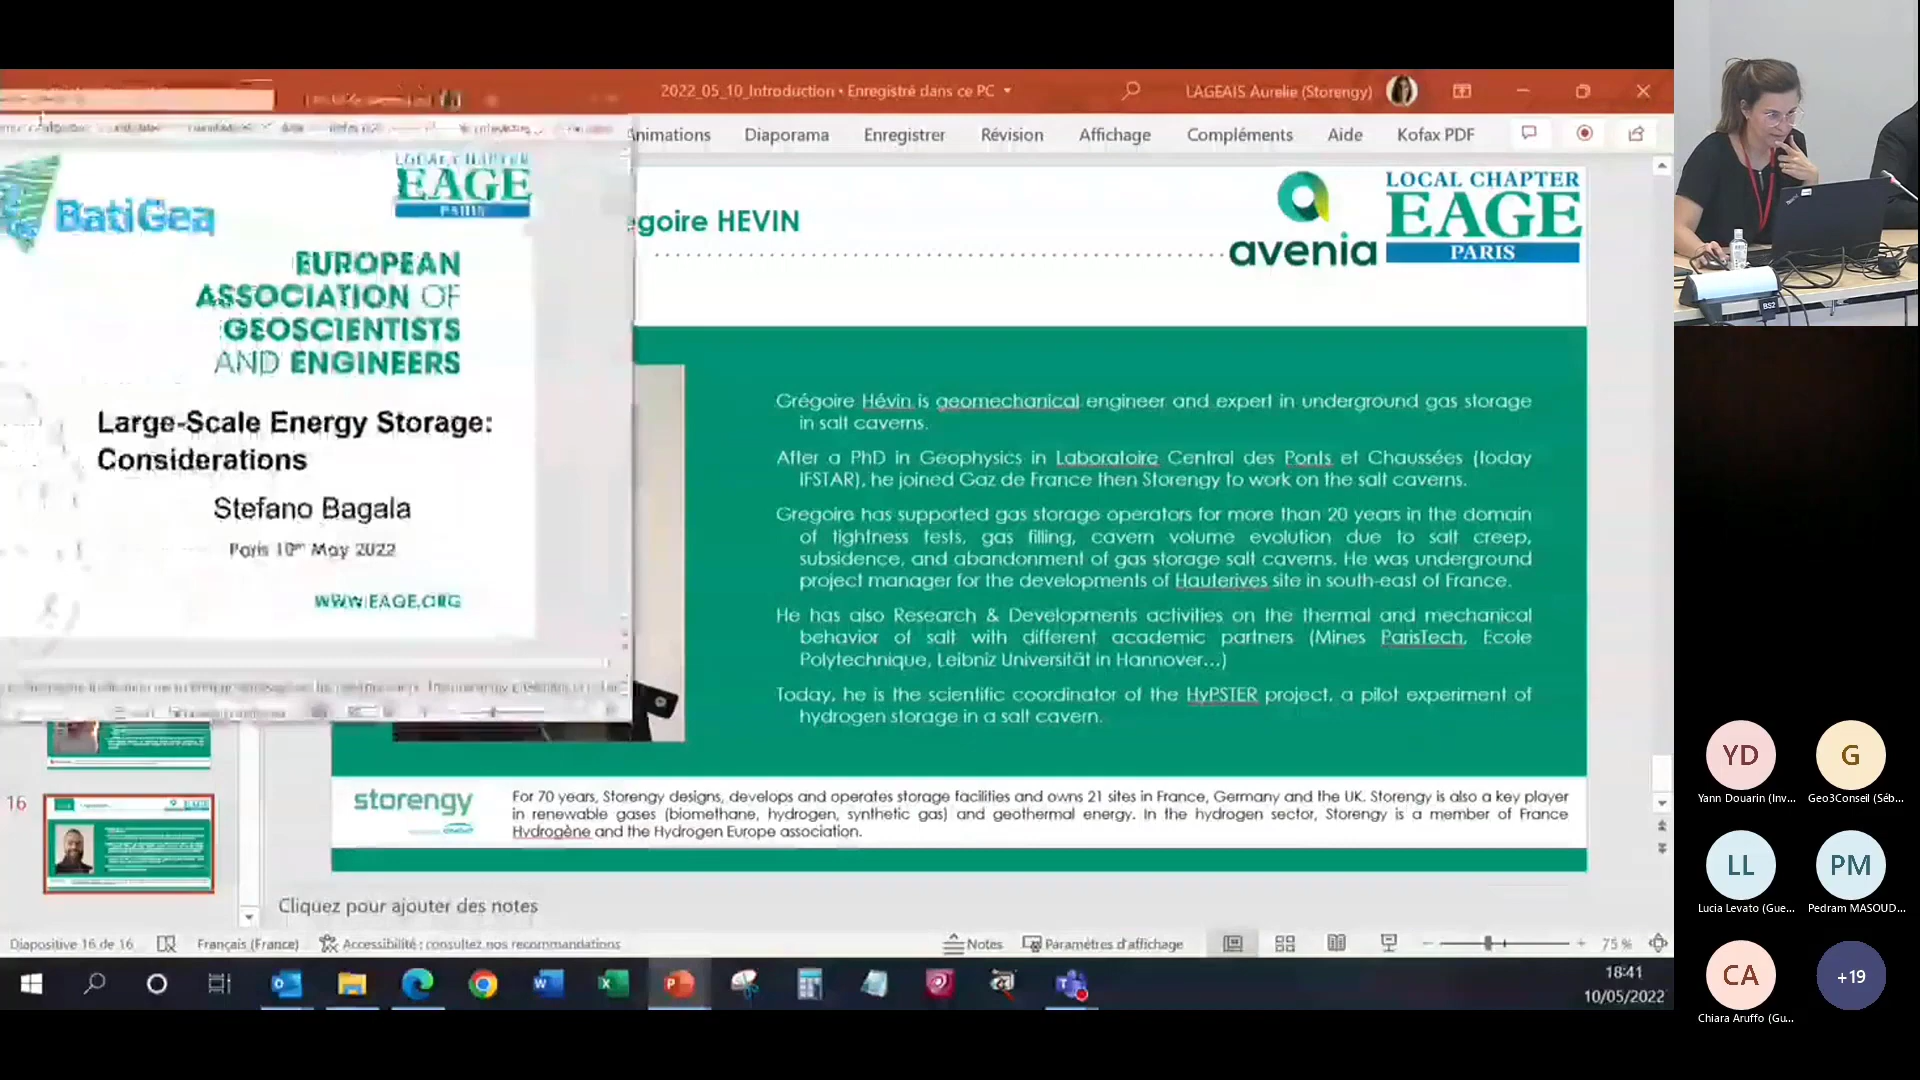 2022_05_10_Introduction • Enregistré dans ce PC
LAGEAIS Aurelie (Storengy)
Animations Diaporama Enregistrer Révision Affichage Compléments Aide Kofax PDF
LOCAL CHAPTER
EAGE
PARIS
BatiGea
EUROPEAN
ASSOCIATION OF
GEOSCIENTISTS
AND ENGINEERS
Large-Scale Energy Storage:
Considerations
Stefano Bagala
Paris 10th May 2022
WWW.EAGE.ORG
goire HEVIN
avenia
LOCAL CHAPTER
EAGE
PARIS
Grégoire Hévin is geomechanical engineer and expert in underground gas storage
in salt caverns.
After a PhD in Geophysics in Laboratoire Central des Ponts et Chaussées (today
IFSTAR), he joined Gaz de France then Storengy to work on the salt caverns.
Gregoire has supported gas storage operators for more than 20 years in the domain
of tightness tests, gas filling, cavern volume evolution due to salt creep,
subsidence, and abandonment of gas storage salt caverns. He was underground
project manager for the developments of Hauterives site in south-east of France.
He has also Research & Developments activities on the thermal and mechanical
behavior of salt with different academic partners (Mines ParisTech, Ecole
Polytechnique, Leibniz Universität in Hannover...)
Today, he is the scientific coordinator of the HyPSTER project, a pilot experiment of
hydrogen storage in a salt cavern.
storengy
For 70 years, Storengy designs, develops and operates storage facilities and owns 21 sites in France, Germany and the UK. Storengy is also a key player
in renewable gases (biomethane, hydrogen, synthetic gas) and geothermal energy. In the hydrogen sector, Storengy is a member of France
Hydrogène and the Hydrogen Europe association.
16
Cliquez pour ajouter des notes
Diapositive 16 de 16 Français (France) Accessibilité : consultez nos recommandations Notes Paramètres d'affichage 75 %
18:41
10/05/2022
BS2
YD
Yann Douarin (Inv...
G
Geo3Conseil (Séb...
LL
Lucia Levato (Gue...
PM
Pedram MASOUD...
CA
Chiara Aruffo (Gu...
+19